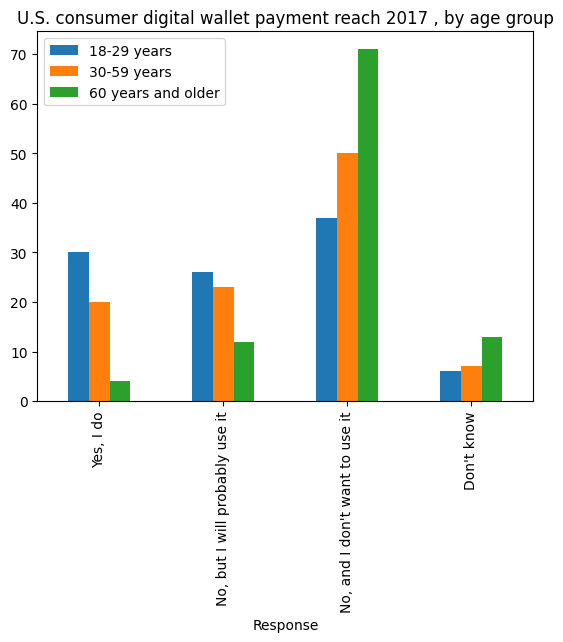 U.S. consumer digital wallet payment reach 2017 , by age group
18-29 years
30-59 years
60 years and older
70
60
50
40
30
20
10
0
Yes, I do
No, but I will probably use it
No, and I don't want to use it
Don't know
Response